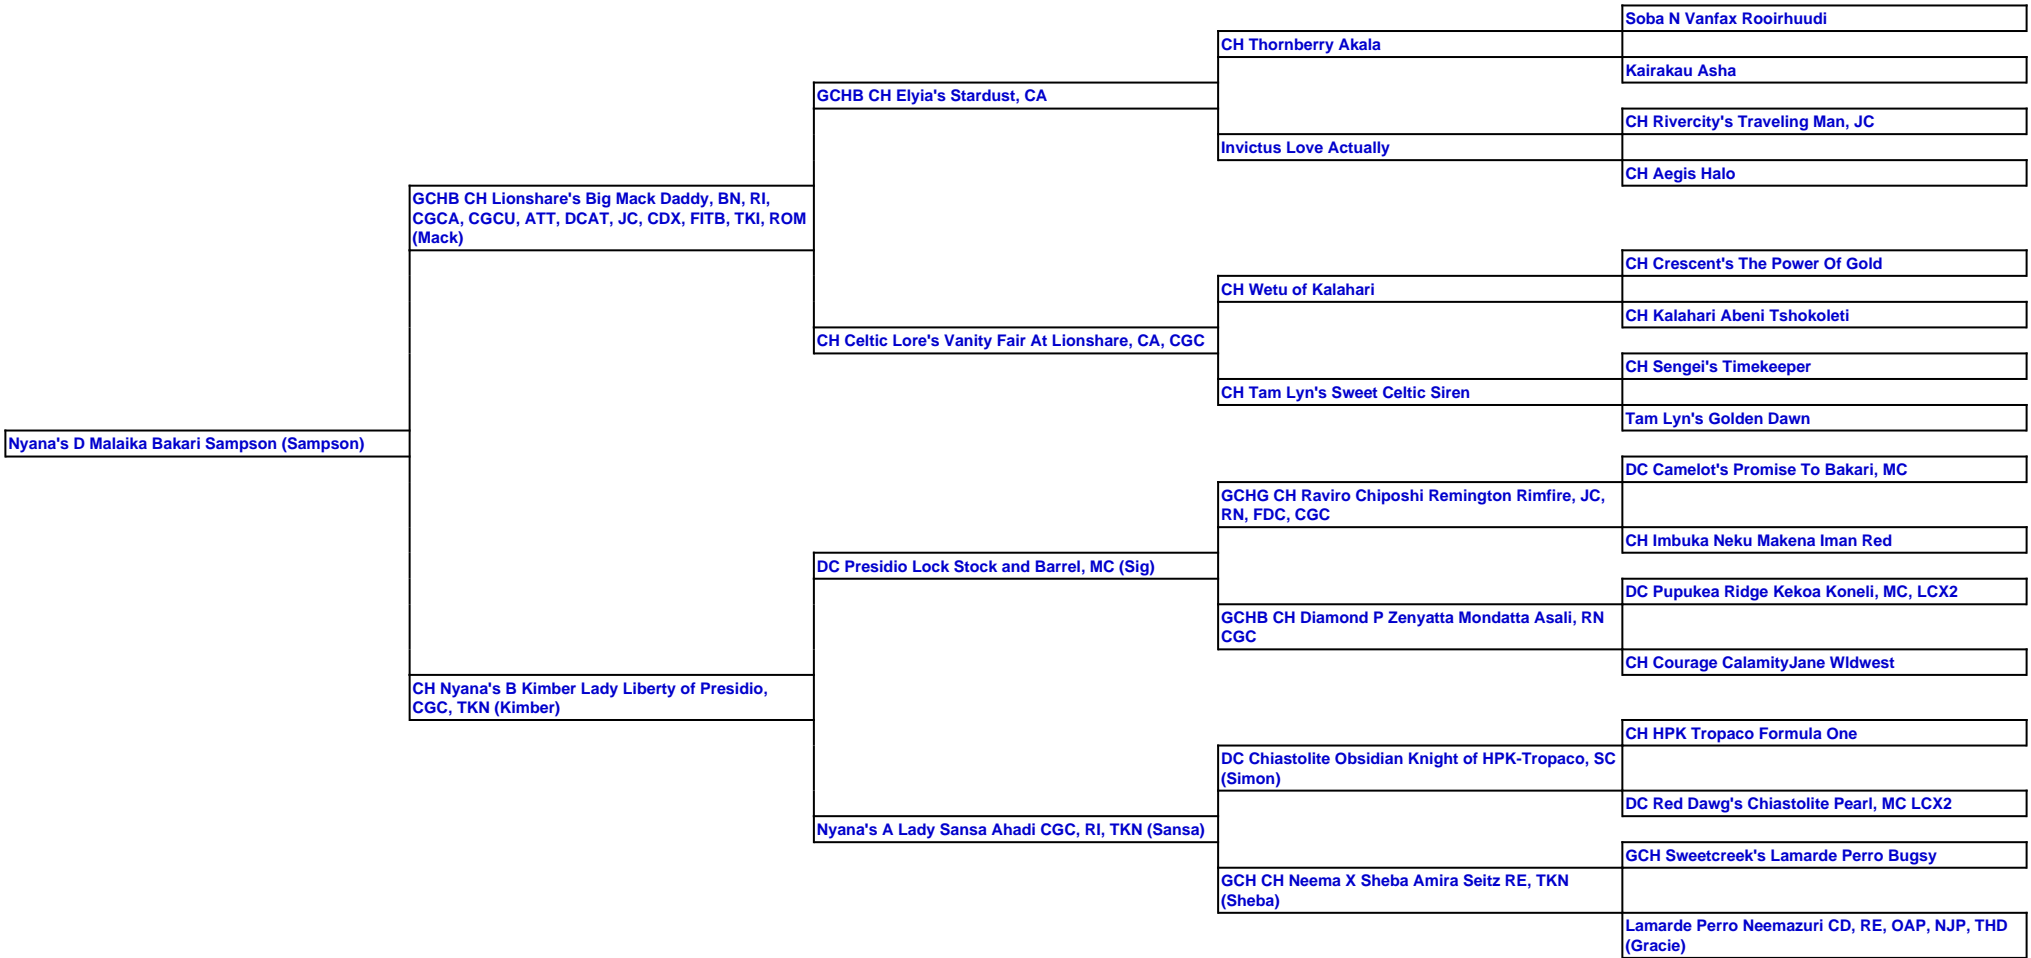 Soba N Vanfax Rooirhuudi
CH Thornberry Akala
Kairakau Asha
GCHB CH Elyia's Stardust, CA
CH Rivercity's Traveling Man, JC
Invictus Love Actually
CH Aegis Halo
GCHB CH Lionshare's Big Mack Daddy, BN, RI,
CGCA, CGCU, ATT, DCAT, JC, CDX, FITB, TKI, ROM
(Mack)
CH Crescent's The Power Of Gold
CH Wetu of Kalahari
CH Kalahari Abeni Tshokoleti
CH Celtic Lore's Vanity Fair At Lionshare, CA, CGC
CH Sengei's Timekeeper
CH Tam Lyn's Sweet Celtic Siren
Tam Lyn's Golden Dawn
Nyana's D Malaika Bakari Sampson (Sampson)
DC Camelot's Promise To Bakari, MC
GCHG CH Raviro Chiposhi Remington Rimfire, JC,
RN, FDC, CGC
CH Imbuka Neku Makena Iman Red
DC Presidio Lock Stock and Barrel, MC (Sig)
DC Pupukea Ridge Kekoa Koneli, MC, LCX2
GCHB CH Diamond P Zenyatta Mondatta Asali, RN
CGC
CH Courage CalamityJane Wldwest
CH Nyana's B Kimber Lady Liberty of Presidio,
CGC, TKN (Kimber)
CH HPK Tropaco Formula One
DC Chiastolite Obsidian Knight of HPK-Tropaco, SC
(Simon)
DC Red Dawg's Chiastolite Pearl, MC LCX2
Nyana's A Lady Sansa Ahadi CGC, RI, TKN (Sansa)
GCH Sweetcreek's Lamarde Perro Bugsy
GCH CH Neema X Sheba Amira Seitz RE, TKN
(Sheba)
Lamarde Perro Neemazuri CD, RE, OAP, NJP, THD
(Gracie)